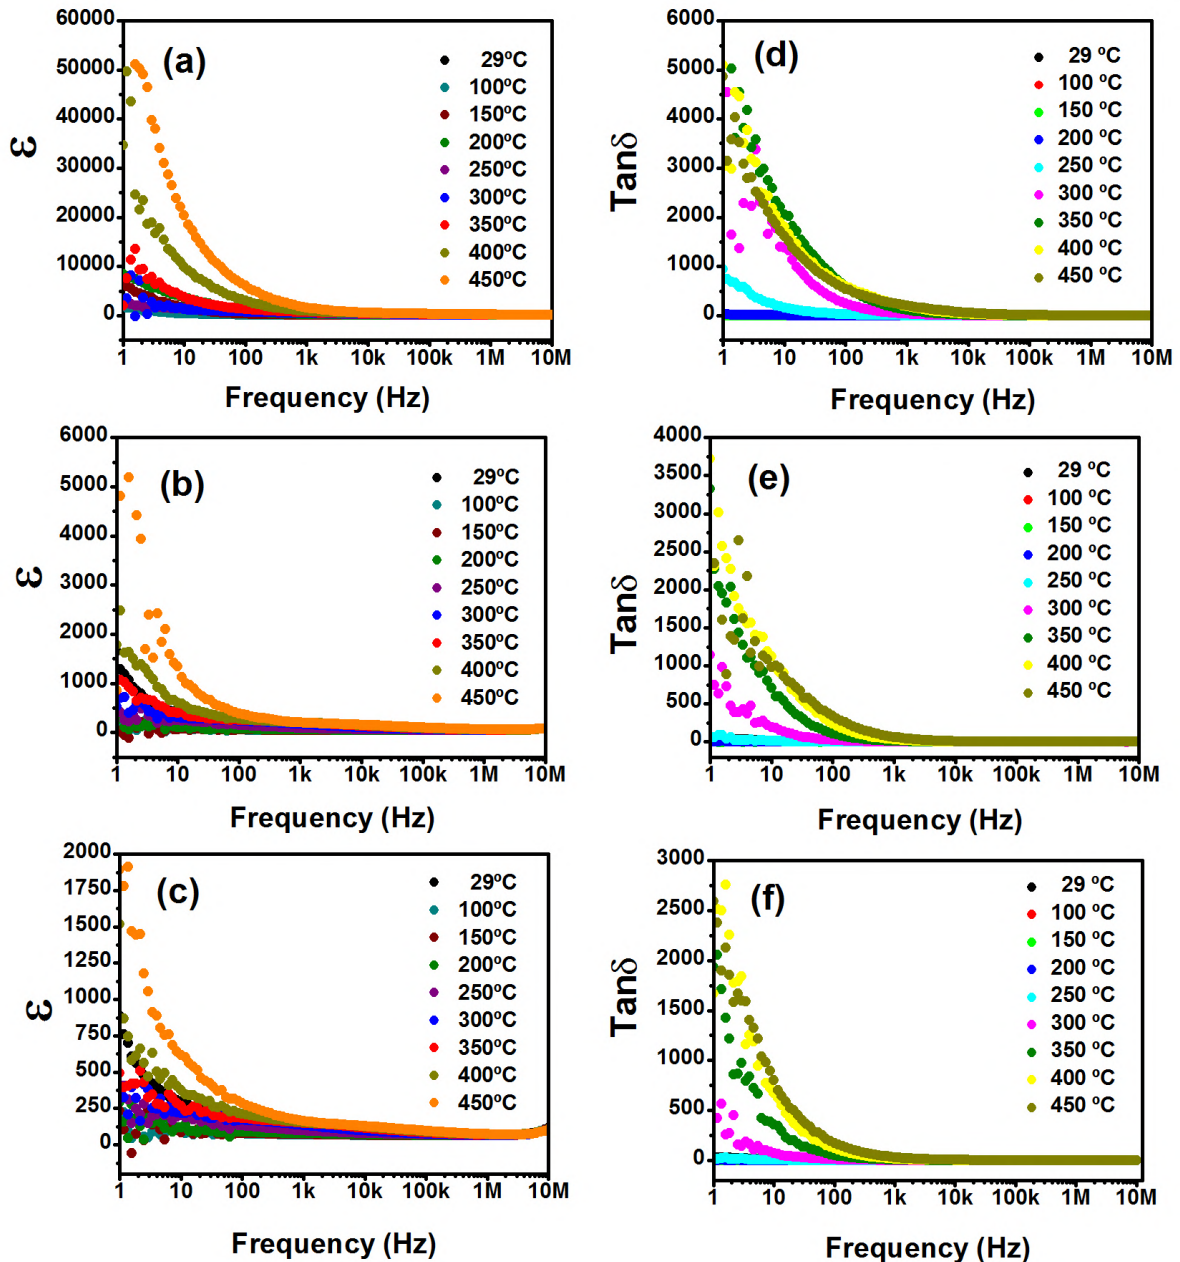 60000
50000
40000
30000
20000
10000
0
ε
(a)
29ºC
100ºC
150ºC
200ºC
250ºC
300ºC
350ºC
400ºC
450ºC
1 10 100 1k 10k 100k 1M 10M
Frequency (Hz)
6000
5000
4000
3000
2000
1000
0
Tanδ
(d)
29 ºC
100 ºC
150 ºC
200 ºC
250 ºC
300 ºC
350 ºC
400 ºC
450 ºC
1 10 100 1k 10k 100k 1M 10M
Frequency (Hz)
6000
5000
4000
3000
2000
1000
0
ε
(b)
29ºC
100ºC
150ºC
200ºC
250ºC
300ºC
350ºC
400ºC
450ºC
1 10 100 1k 10k 100k 1M 10M
Frequency (Hz)
4000
3500
3000
2500
2000
1500
1000
500
0
Tanδ
(e)
29 ºC
100 ºC
150 ºC
200 ºC
250 ºC
300 ºC
350 ºC
400 ºC
450 ºC
1 10 100 1k 10k 100k 1M 10M
Frequency (Hz)
2000
1750
1500
1250
1000
750
500
250
0
ε
(c)
29ºC
100ºC
150ºC
200ºC
250ºC
300ºC
350ºC
400ºC
450ºC
1 10 100 1k 10k 100k 1M 10M
Frequency (Hz)
3000
2500
2000
1500
1000
500
0
Tanδ
(f)
29 ºC
100 ºC
150 ºC
200 ºC
250 ºC
300 ºC
350 ºC
400 ºC
450 ºC
1 10 100 1k 10k 100k 1M 10M
Frequency (Hz)